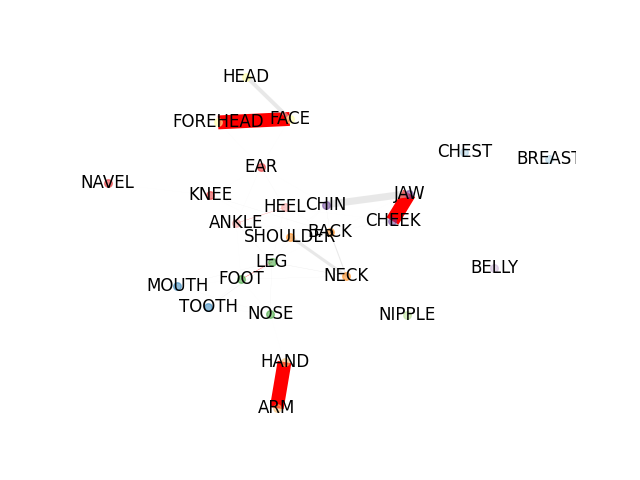 HEAD
FOREHEAD
FACE
CHEST
BREAST
EAR
NAVEL
KNEE
JAW
HEEL
CHIN
ANKLE
CHEEK
SHOULDER
BACK
LEG
BELLY
FOOT
NECK
MOUTH
TOOTH
NOSE
NIPPLE
HAND
ARM